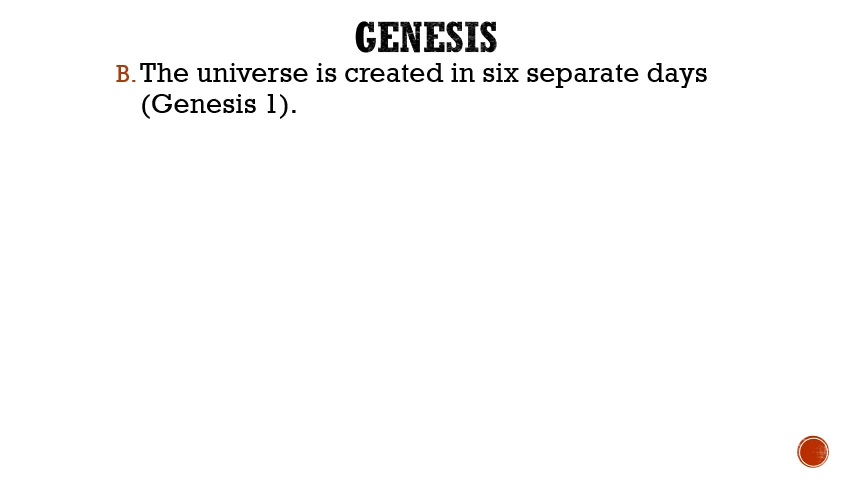 GENESIS
B. The universe is created in six separate days
(Genesis 1).